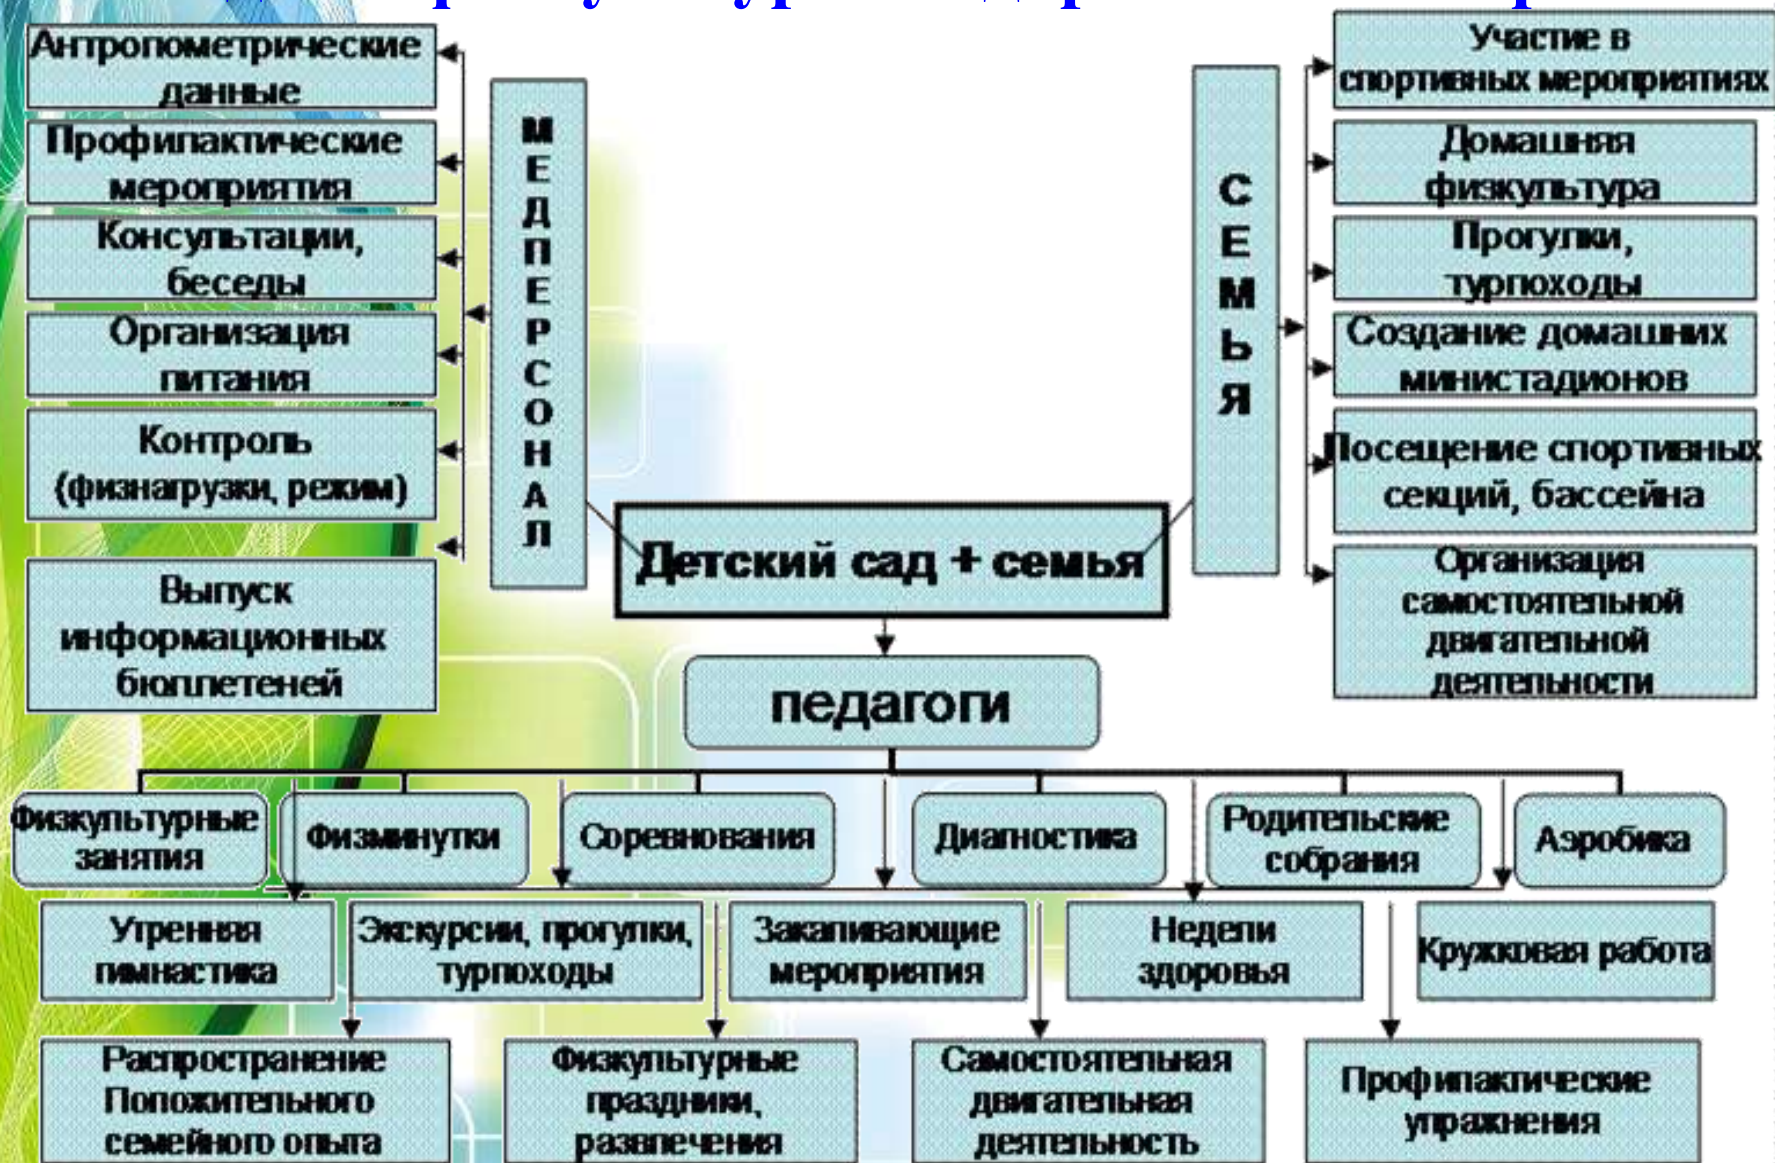 Антропометрические
данные
Профилактические
мероприятия
Консультации,
беседы
Организация
питания
Контроль
(физнагрузки, режим)
Выпуск
информационных
бюллетеней
МЕДПЕРСОНАЛ
СЕМЬЯ
Участие в
спортивных мероприятиях
Домашняя
физкультура
Прогулки,
турпоходы
Создание домашних
министадионов
Посещение спортивных
секций, бассейна
Организация
самостоятельной
двигательной
деятельности
Детский сад + семья
педагоги
Физкультурные
занятия
Физминутки
Соревнования
Диагностика
Родительские
собрания
Аэробика
Утренняя
гимнастика
Экскурсии, прогулки,
турпоходы
Закаливающие
мероприятия
Недели
здоровья
Кружковая работа
Распространение
Положительного
семейного опыта
Физкультурные
праздники,
развлечения
Самостоятельная
двигательная
деятельность
Профилактические
упражнения